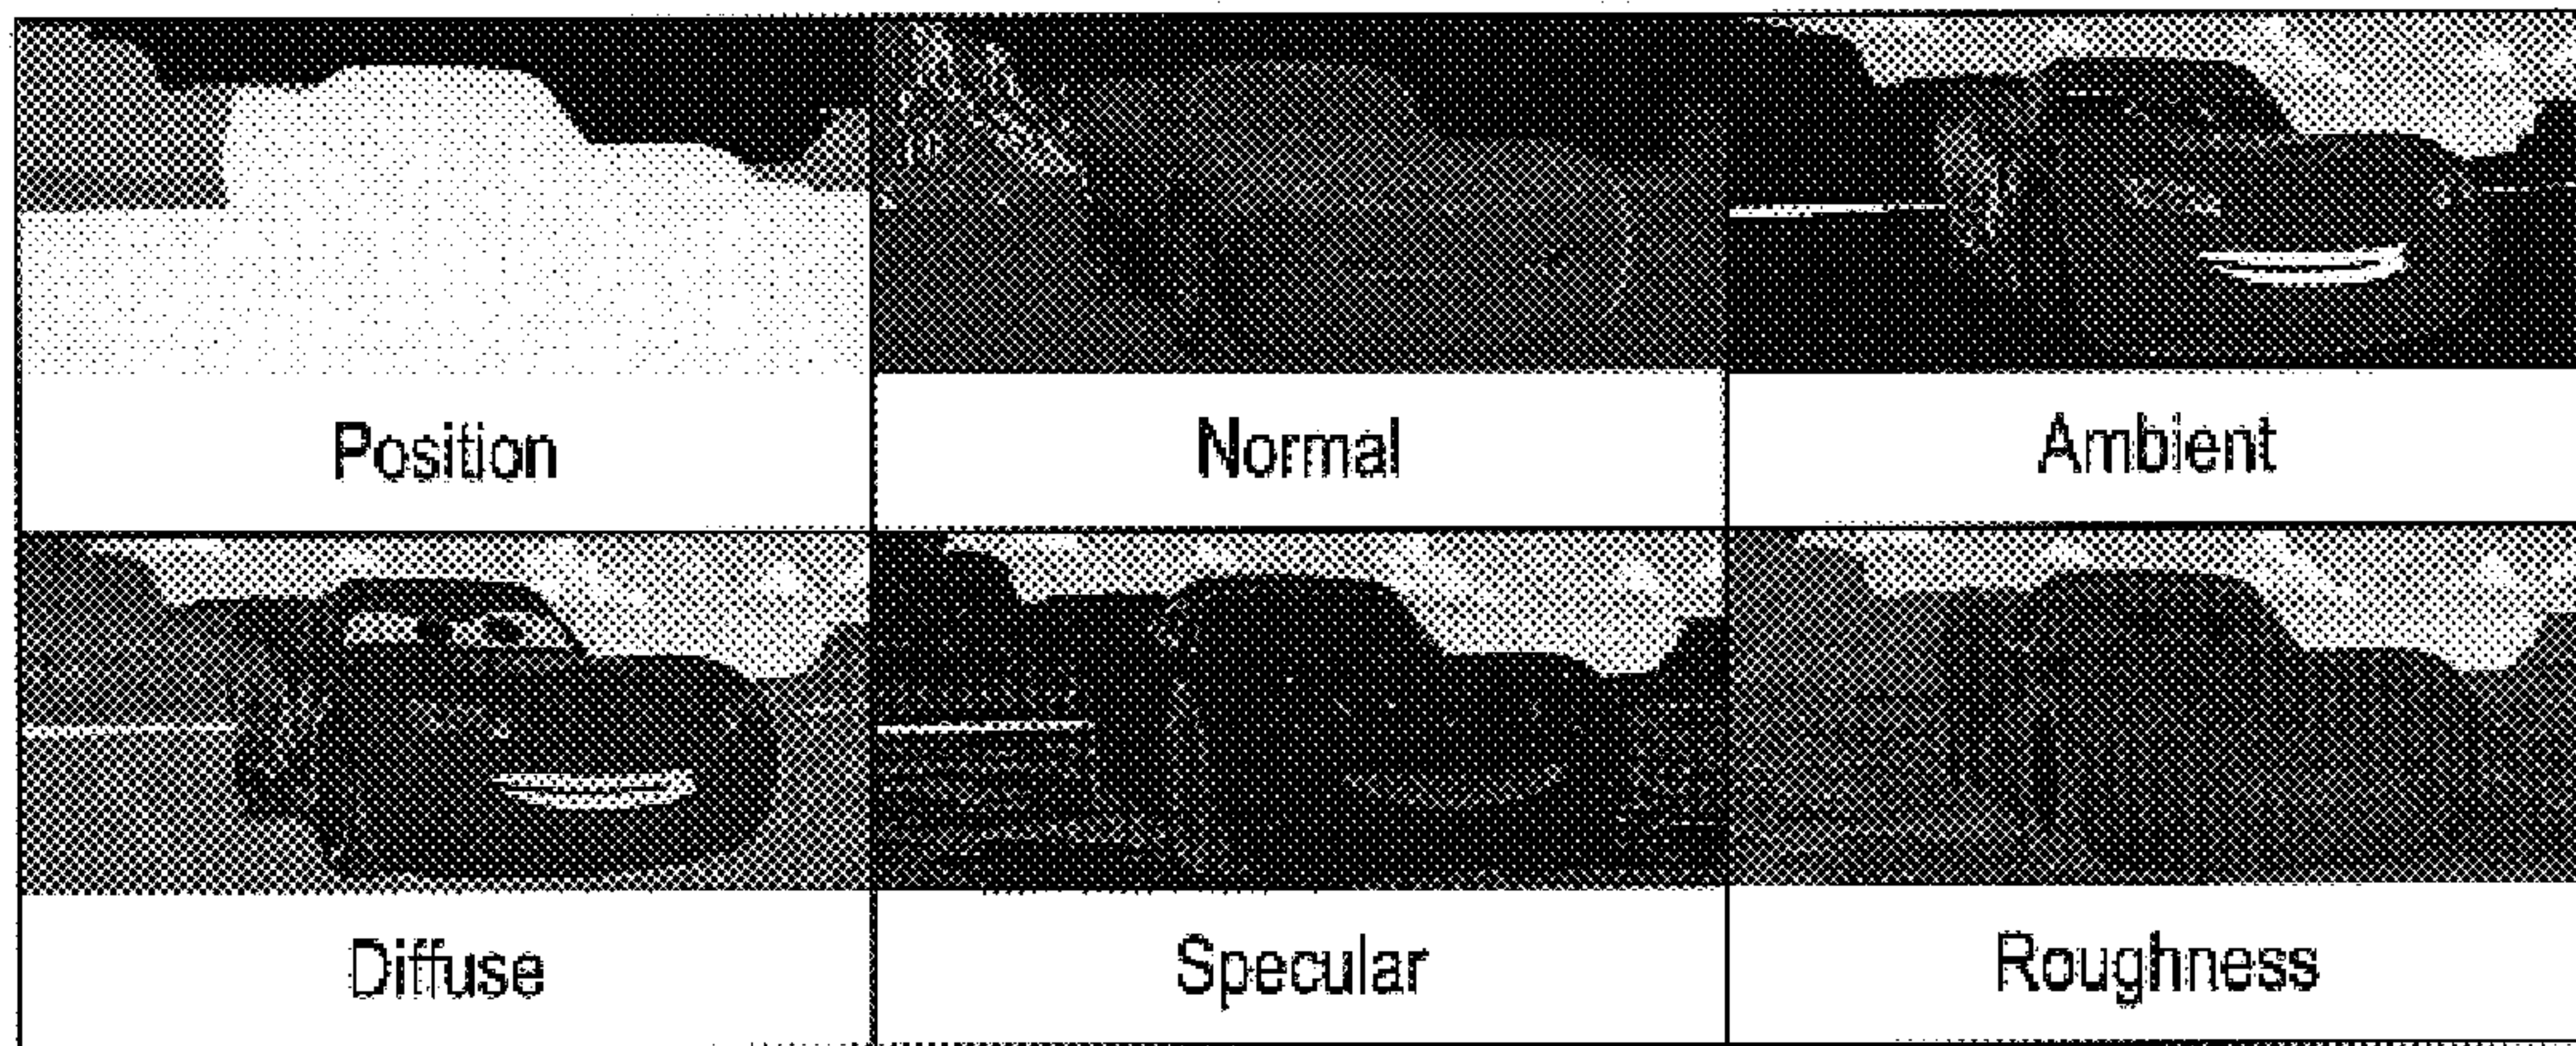 Position
Normal
Ambient
Diffuse
Specular
Roughness